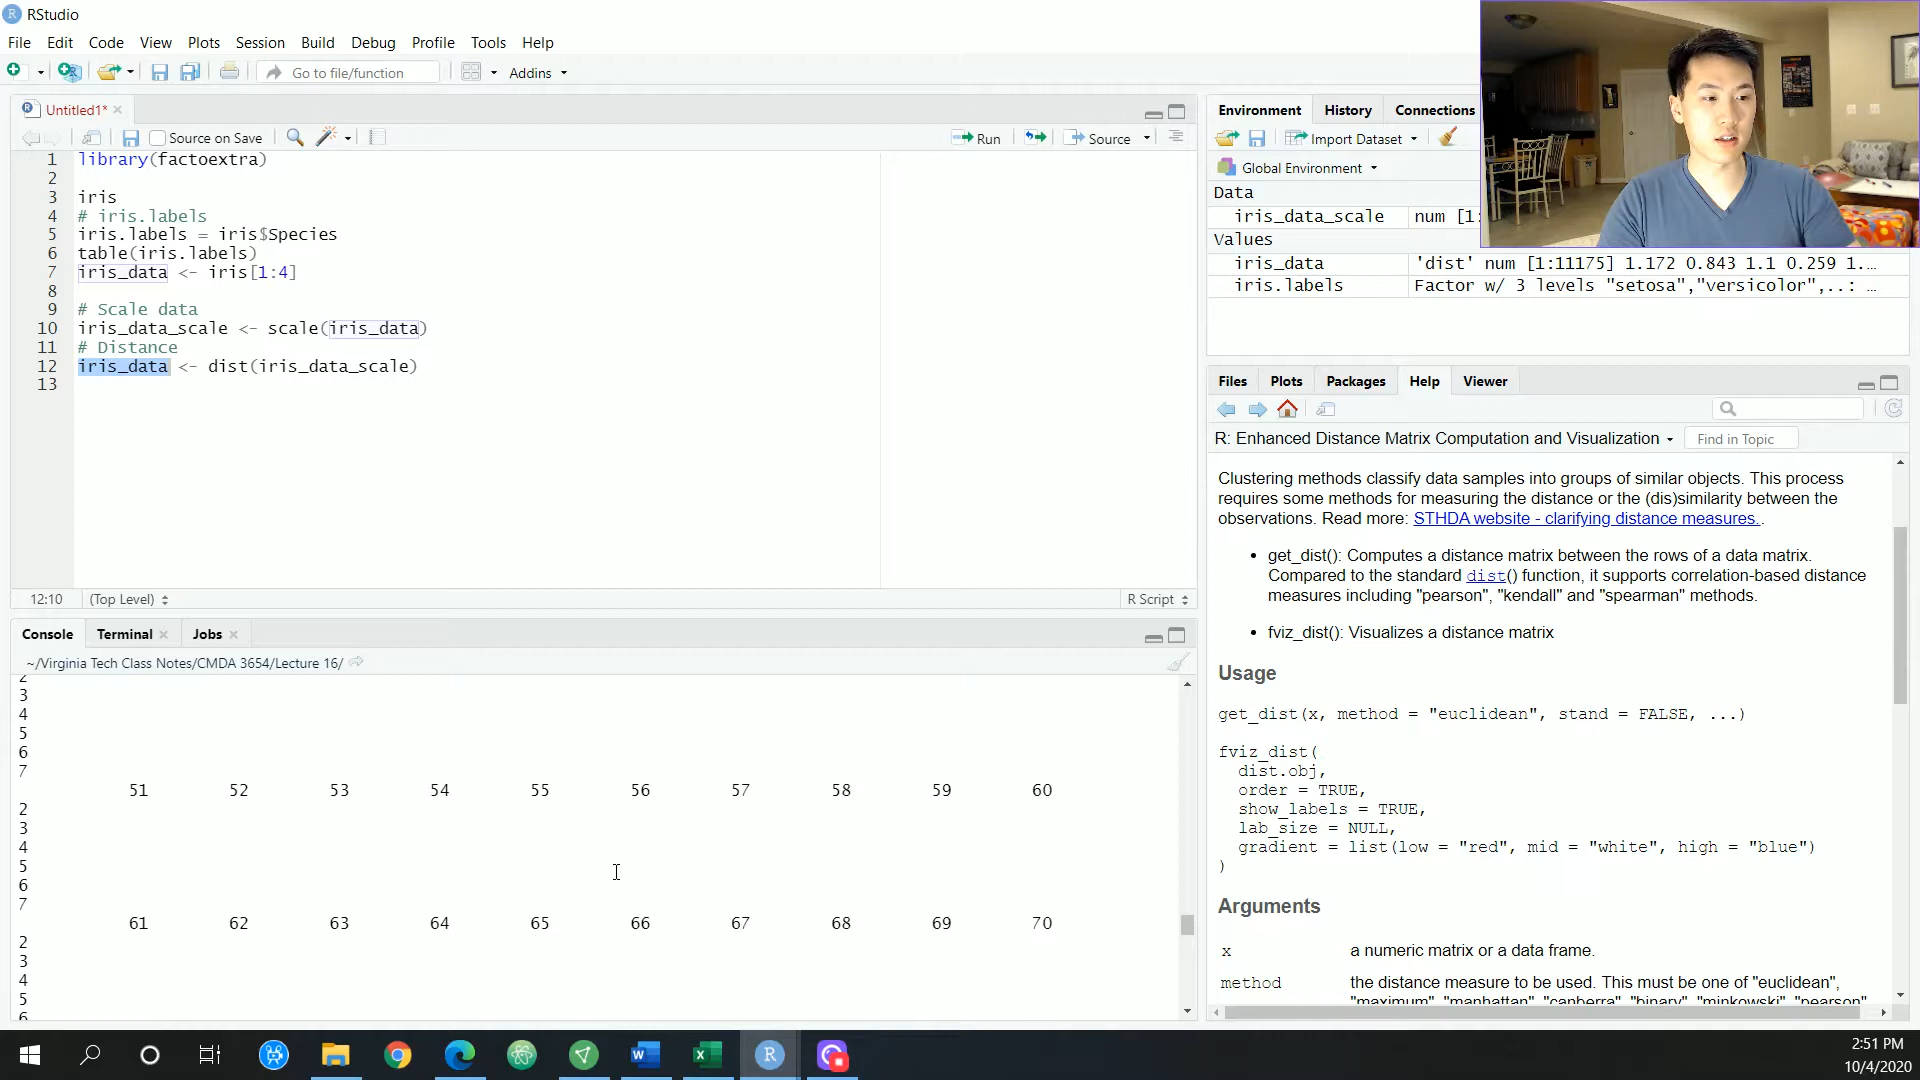 RStudio
File Edit Code View Plots Session Build Debug Profile Tools Help
Go to file/function Addins
Untitled1*
Source on Save Run Source
1 library(factoextra)
2
3 iris
4 # iris.labels
5 iris.labels = iris$Species
6 table(iris.labels)
7 iris_data <- iris[1:4]
8
9 # Scale data
10 iris_data_scale <- scale(iris_data)
11 # Distance
12 iris_data <- dist(iris_data_scale)
13
12:10 (Top Level) R Script
Console Terminal Jobs
~/Virginia Tech Class Notes/CMDA 3654/Lecture 16/
2
3
4
5
6
7
51 52 53 54 55 56 57 58 59 60
2
3
4
5
6
7
61 62 63 64 65 66 67 68 69 70
2
3
4
5
6
Environment History Connections
Import Dataset
Global Environment
Data
iris_data_scale num [1:
Values
iris_data 'dist' num [1:11175] 1.172 0.843 1.1 0.259 1.…
iris.labels Factor w/ 3 levels "setosa","versicolor",..: …
Files Plots Packages Help Viewer
R: Enhanced Distance Matrix Computation and Visualization Find in Topic
Clustering methods classify data samples into groups of similar objects. This process
requires some methods for measuring the distance or the (dis)similarity between the
observations. Read more: STHDA website - clarifying distance measures. .
• get_dist(): Computes a distance matrix between the rows of a data matrix.
Compared to the standard dist() function, it supports correlation-based distance
measures including "pearson", "kendall" and "spearman" methods.
• fviz_dist(): Visualizes a distance matrix
Usage
get_dist(x, method = "euclidean", stand = FALSE, ...)
fviz_dist(
dist.obj,
order = TRUE,
show_labels = TRUE,
lab_size = NULL,
gradient = list(low = "red", mid = "white", high = "blue")
)
Arguments
x a numeric matrix or a data frame.
method the distance measure to be used. This must be one of "euclidean",
"maximum", "manhattan", "canberra", "binary", "minkowski", "pearson"
2:51 PM
10/4/2020